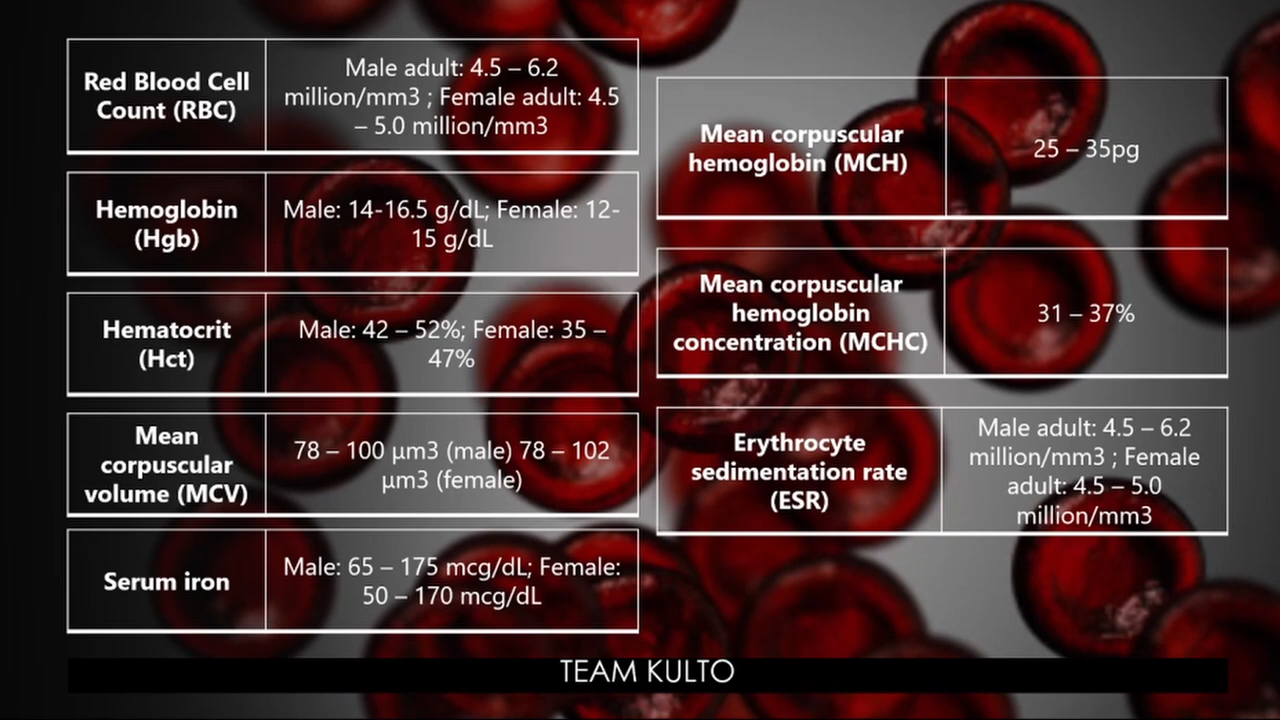 Red Blood Cell
Count (RBC)
Male adult: 4.5 – 6.2
million/mm3 ; Female adult: 4.5
– 5.0 million/mm3
Hemoglobin
(Hgb)
Male: 14-16.5 g/dL; Female: 12-
15 g/dL
Hematocrit
(Hct)
Male: 42 – 52%; Female: 35 –
47%
Mean
corpuscular
volume (MCV)
78 – 100 μm3 (male) 78 – 102
μm3 (female)
Serum iron
Male: 65 – 175 mcg/dL; Female:
50 – 170 mcg/dL
Mean corpuscular
hemoglobin (MCH)
25 – 35pg
Mean corpuscular
hemoglobin
concentration (MCHC)
31 – 37%
Erythrocyte
sedimentation rate
(ESR)
Male adult: 4.5 – 6.2
million/mm3 ; Female
adult: 4.5 – 5.0
million/mm3
TEAM KULTO